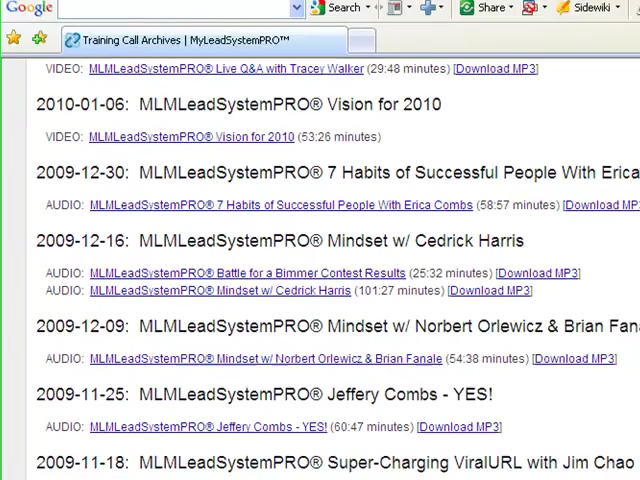 Google Search Share Sidewiki
Training Call Archives | MyLeadSystemPRO™
VIDEO: MLMLeadSystemPRO® Live Q&A with Tracey Walker (29:48 minutes) [Download MP3]
2010-01-06: MLMLeadSystemPRO® Vision for 2010
VIDEO: MLMLeadSystemPRO® Vision for 2010 (53:26 minutes)
2009-12-30: MLMLeadSystemPRO® 7 Habits of Successful People With Erica
AUDIO: MLMLeadSystemPRO® 7 Habits of Successful People With Erica Combs (58:57 minutes) [Download MP3
2009-12-16: MLMLeadSystemPRO® Mindset w/ Cedrick Harris
AUDIO: MLMLeadSystemPRO® Battle for a Bimmer Contest Results (25:32 minutes) [Download MP3]
AUDIO: MLMLeadSystemPRO® Mindset w/ Cedrick Harris (101:27 minutes) [Download MP3]
2009-12-09: MLMLeadSystemPRO® Mindset w/ Norbert Orlewicz & Brian Fana
AUDIO: MLMLeadSystemPRO® Mindset w/ Norbert Orlewicz & Brian Fanale (54:38 minutes) [Download MP3]
2009-11-25: MLMLeadSystemPRO® Jeffery Combs - YES!
AUDIO: MLMLeadSystemPRO® Jeffery Combs - YES! (60:47 minutes) [Download MP3]
2009-11-18: MLMLeadSystemPRO® Super-Charging ViralURL with Jim Chao